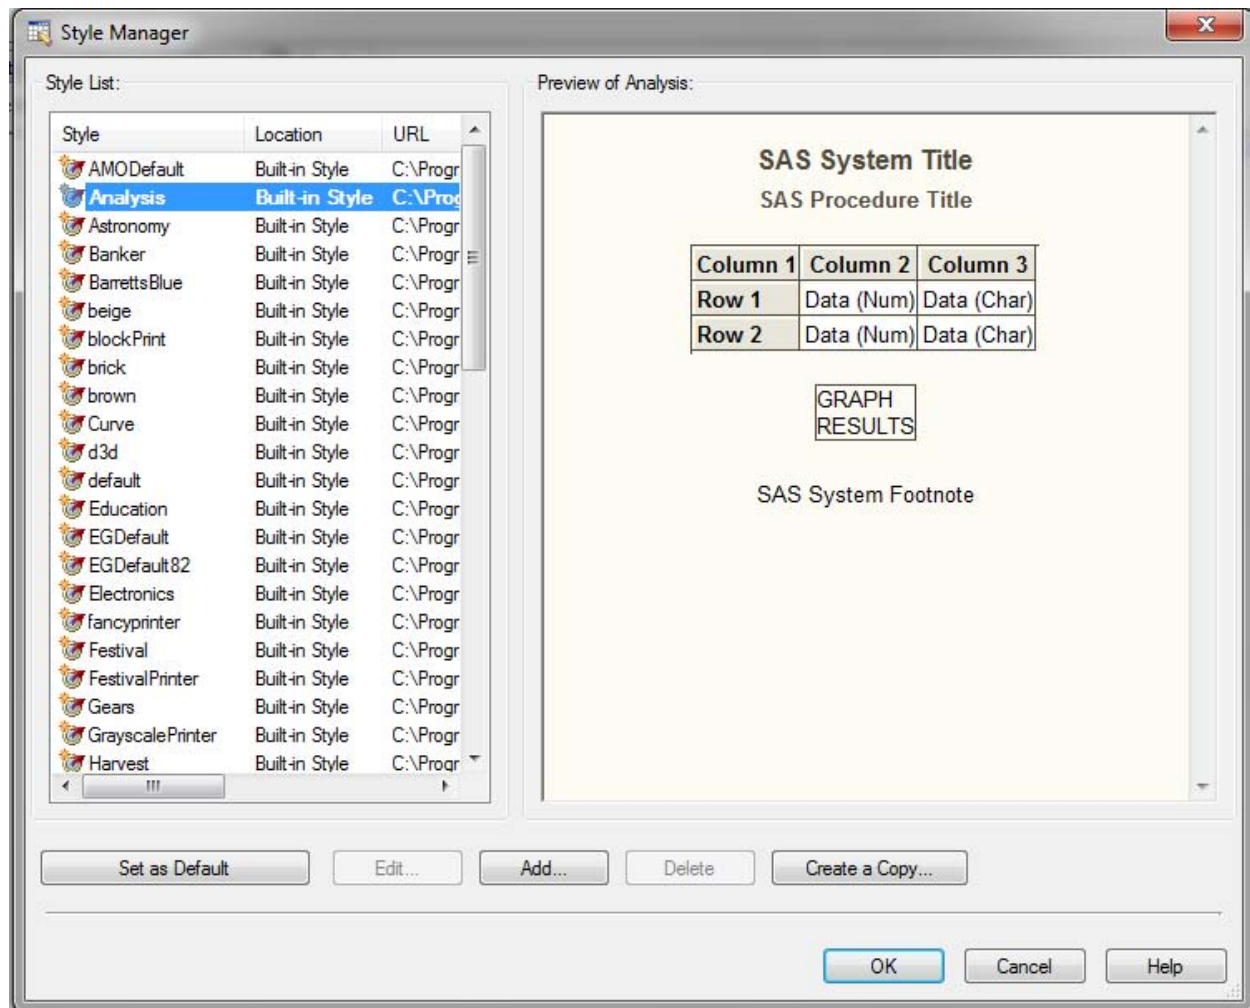 Style Manager
Style List:
Style Location URL
AMODefault Built-in Style C:\Progr
Analysis Built-in Style C:\Prog
Astronomy Built-in Style C:\Progr
Banker Built-in Style C:\Progr
BarrettsBlue Built-in Style C:\Progr
beige Built-in Style C:\Progr
blockPrint Built-in Style C:\Progr
brick Built-in Style C:\Progr
brown Built-in Style C:\Progr
Curve Built-in Style C:\Progr
d3d Built-in Style C:\Progr
default Built-in Style C:\Progr
Education Built-in Style C:\Progr
EGDefault Built-in Style C:\Progr
EGDefault82 Built-in Style C:\Progr
Electronics Built-in Style C:\Progr
fancyprinter Built-in Style C:\Progr
Festival Built-in Style C:\Progr
FestivalPrinter Built-in Style C:\Progr
Gears Built-in Style C:\Progr
GrayscalePrinter Built-in Style C:\Progr
Harvest Built-in Style C:\Progr
Preview of Analysis:
SAS System Title
SAS Procedure Title
Column 1 Column 2 Column 3
Row 1 Data (Num) Data (Char)
Row 2 Data (Num) Data (Char)
GRAPH
RESULTS
SAS System Footnote
Set as Default Edit... Add... Delete Create a Copy...
OK Cancel Help